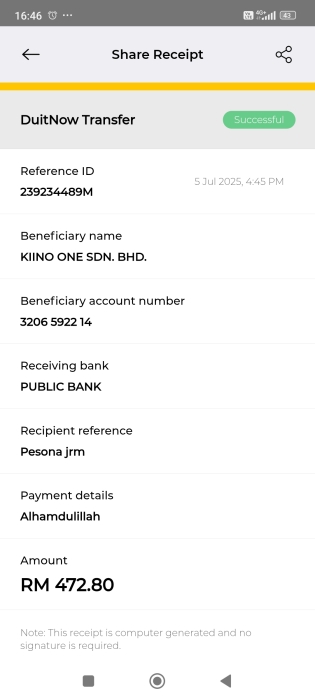 16:46
4G+
43
Share Receipt
DuitNow Transfer
Successful
Reference ID
5 Jul 2025, 4:45 PM
239234489M
Beneficiary name
KIINO ONE SDN. BHD.
Beneficiary account number
3206 5922 14
Receiving bank
PUBLIC BANK
Recipient reference
Pesona jrm
Payment details
Alhamdulillah
Amount
RM 472.80
Note: This receipt is computer generated and no
signature is required.